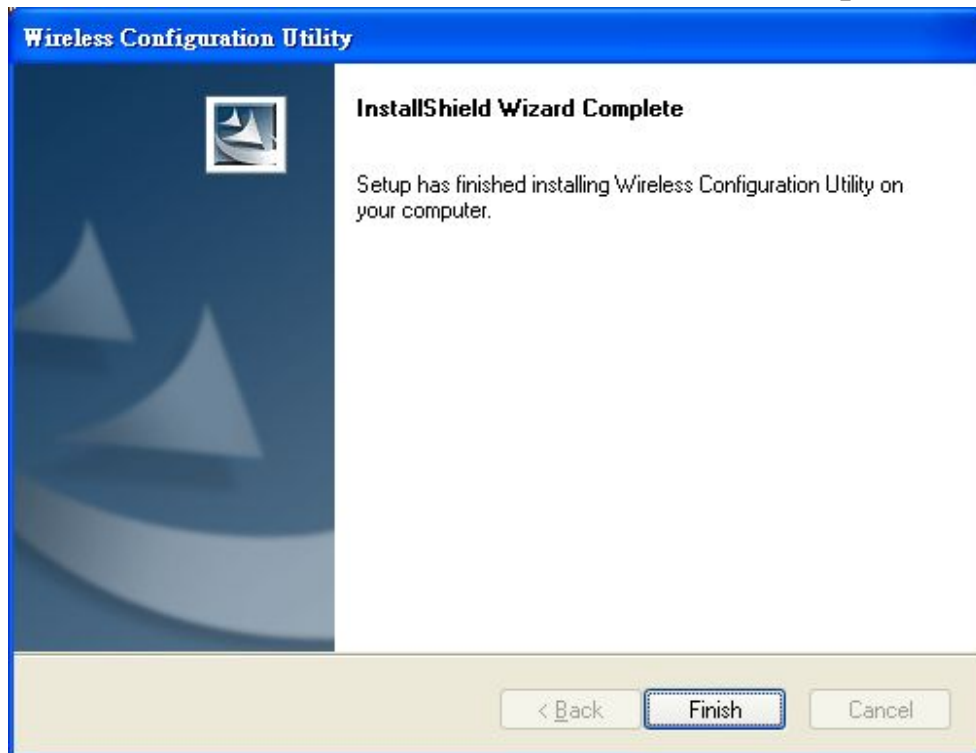 Wireless Configuration Utility
InstallShield Wizard Complete
Setup has finished installing Wireless Configuration Utility on
your computer.
< Back Finish Cancel